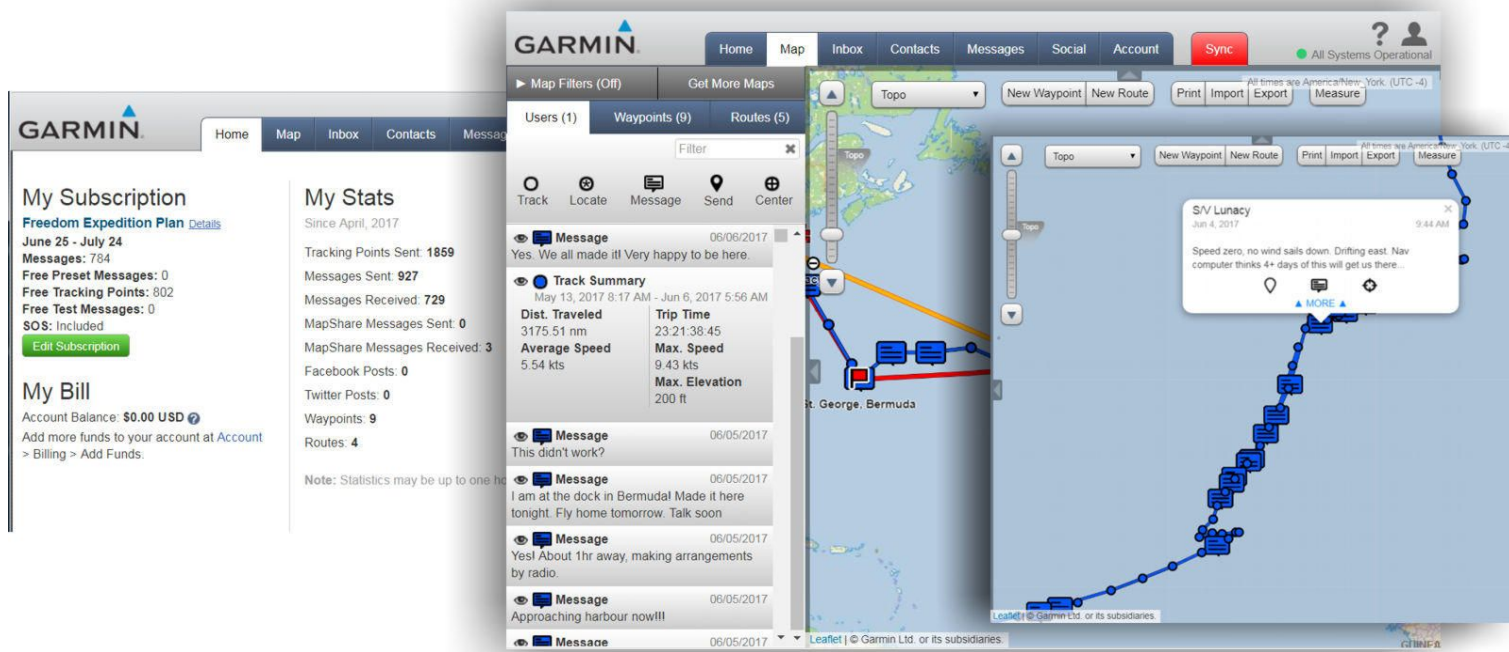 GARMIN
Home Map Inbox Contacts Messag
My Subscription
Freedom Expedition Plan Details
June 25 - July 24
Messages: 784
Free Preset Messages: 0
Free Tracking Points: 802
Free Test Messages: 0
SOS: Included
Edit Subscription
My Bill
Account Balance: $0.00 USD ?
Add more funds to your account at Account
> Billing > Add Funds.
My Stats
Since April, 2017
Tracking Points Sent: 1859
Messages Sent: 927
Messages Received: 729
MapShare Messages Sent: 0
MapShare Messages Received: 3
Facebook Posts: 0
Twitter Posts: 0
Waypoints: 9
Routes: 4
Note: Statistics may be up to one ho
GARMIN
Home Map Inbox Contacts Messages Social Account Sync
?
All Systems Operational
► Map Filters (Off) Get More Maps
Users (1) Waypoints (9) Routes (5)
Filter
Track Locate Message Send Center
Message 06/06/2017
Yes. We all made it! Very happy to be here.
Track Summary
May 13, 2017 8:17 AM - Jun 6, 2017 5:56 AM
Dist. Traveled Trip Time
3175.51 nm 23:21:38:45
Average Speed Max. Speed
5.54 kts 9.43 kts
Max. Elevation
200 ft
Message 06/05/2017
This didn't work?
Message 06/05/2017
I am at the dock in Bermuda! Made it here
tonight. Fly home tomorrow. Talk soon
Message 06/05/2017
Yes! About 1hr away, making arrangements
by radio.
Message 06/05/2017
Approaching harbour now!!!
Message 06/05/2017
All times are America/New_York. (UTC -4)
Topo New Waypoint New Route Print Import Export Measure
Topo
St. George, Bermuda
Leaflet | © Garmin Ltd. or its subsidiaries.
GUINEA
All times are America/New_York. (UTC -4
Topo New Waypoint New Route Print Import Export Measure
Topo
S/V Lunacy
Jun 4, 2017 9:44 AM
Speed zero, no wind sails down. Drifting east. Nav
computer thinks 4+ days of this will get us there...
▲ MORE ▲
Leaflet | © Garmin Ltd. or its subsidiaries.